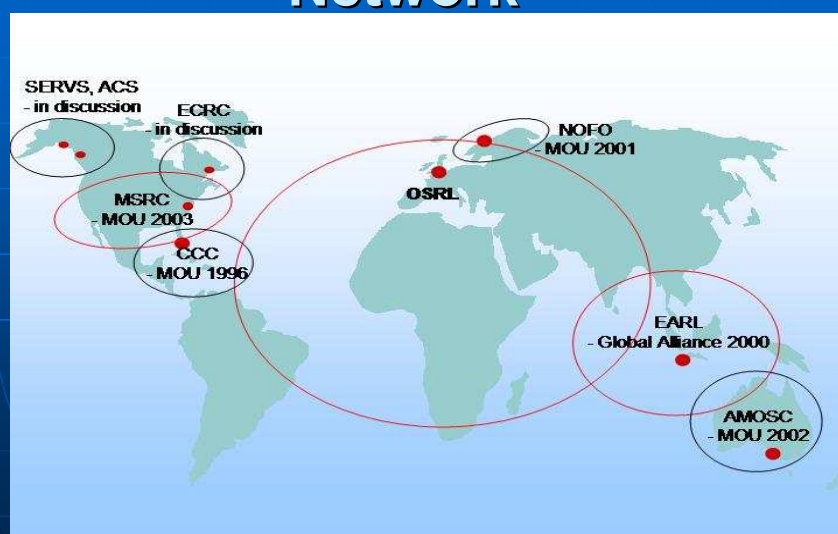 Network
SERVS, ACS
- in discussion
ECRC
- in discussion
NOFO
- MOU 2001
OSRL
MSRC
- MOU 2003
CCC
- MOU 1996
EARL
- Global Alliance 2000
AMOSC
- MOU 2002